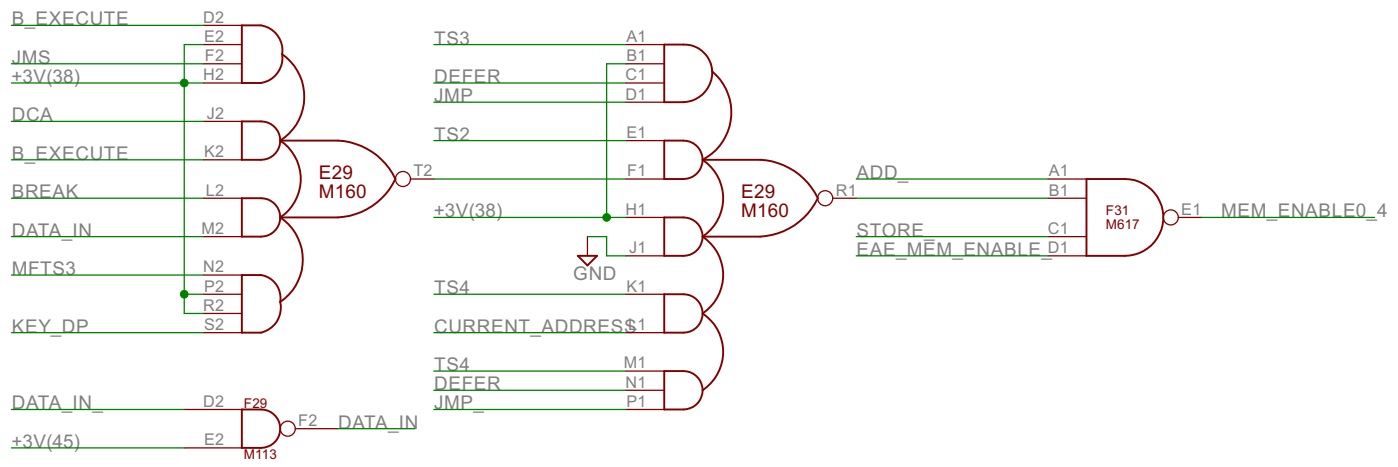 B_EXECUTE D2
E2
JMS F2
+3V(38) H2
DCA J2
B_EXECUTE K2
BREAK L2
DATA_IN M2
MFTS3 N2
P2
R2
KEY_DP S2
E29
M160
T2
DATA_IN_ D2
+3V(45) E2
F29
M113
F2 DATA_IN
TS3 A1
B1
DEFER C1
JMP D1
TS2 E1
F1
+3V(38) H1
J1
GND
TS4 K1
CURRENT_ADDRESS L1
TS4 M1
DEFER N1
JMP_ P1
E29
M160
R1
ADD_ A1
B1
STORE_ C1
EAE_MEM_ENABLE_ D1
F31
M617
E1 MEM_ENABLE0_4